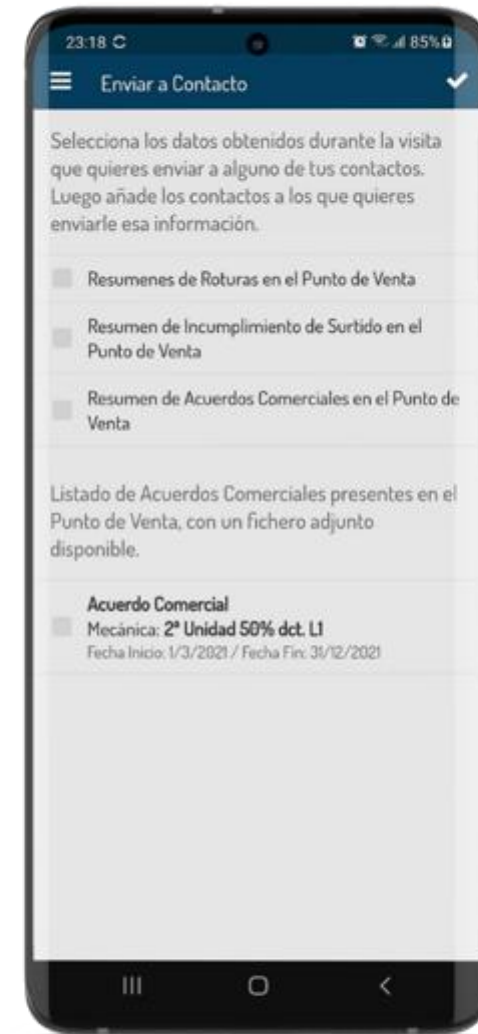 23:18
85%
Enviar a Contacto
Selecciona los datos obtenidos durante la visita
que quieres enviar a alguno de tus contactos.
Luego añade los contactos a los que quieres
enviarle esa información.
Resumenes de Roturas en el Punto de Venta
Resumen de Incumplimiento de Surtido en el
Punto de Venta
Resumen de Acuerdos Comerciales en el Punto de
Venta
Listado de Acuerdos Comerciales presentes en el
Punto de Venta, con un fichero adjunto
disponible.
Acuerdo Comercial
Mecánica: 2ª Unidad 50% dct. L1
Fecha Inicio: 1/3/2021 / Fecha Fin: 31/12/2021